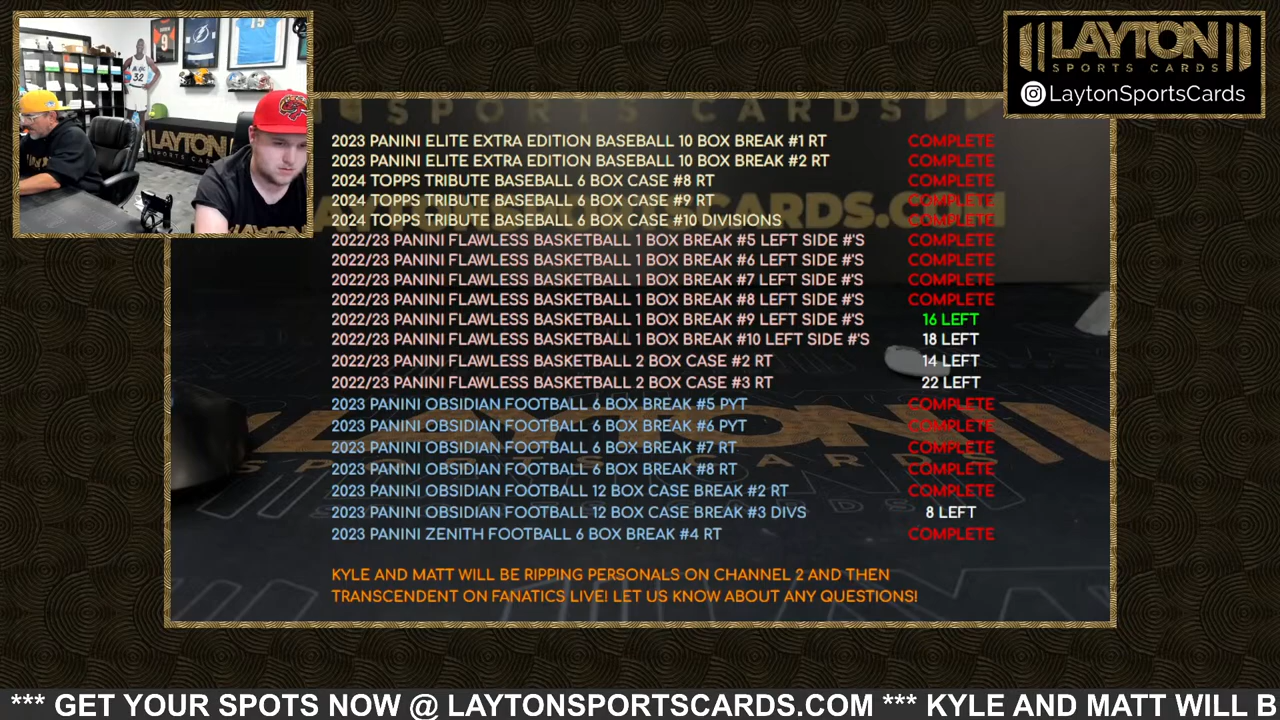 LAYTON
SPORTS CARDS
LaytonSportsCards
SPORTS CARDS
2023 PANINI ELITE EXTRA EDITION BASEBALL 10 BOX BREAK #1 RT COMPLETE
2023 PANINI ELITE EXTRA EDITION BASEBALL 10 BOX BREAK #2 RT COMPLETE
2024 TOPPS TRIBUTE BASEBALL 6 BOX CASE #8 RT COMPLETE
2024 TOPPS TRIBUTE BASEBALL 6 BOX CASE #9 RT COMPLETE
2024 TOPPS TRIBUTE BASEBALL 6 BOX CASE #10 DIVISIONS COMPLETE
2022/23 PANINI FLAWLESS BASKETBALL 1 BOX BREAK #5 LEFT SIDE #'S COMPLETE
2022/23 PANINI FLAWLESS BASKETBALL 1 BOX BREAK #6 LEFT SIDE #'S COMPLETE
2022/23 PANINI FLAWLESS BASKETBALL 1 BOX BREAK #7 LEFT SIDE #'S COMPLETE
2022/23 PANINI FLAWLESS BASKETBALL 1 BOX BREAK #8 LEFT SIDE #'S COMPLETE
2022/23 PANINI FLAWLESS BASKETBALL 1 BOX BREAK #9 LEFT SIDE #'S 16 LEFT
2022/23 PANINI FLAWLESS BASKETBALL 1 BOX BREAK #10 LEFT SIDE #'S 18 LEFT
2022/23 PANINI FLAWLESS BASKETBALL 2 BOX CASE #2 RT 14 LEFT
2022/23 PANINI FLAWLESS BASKETBALL 2 BOX CASE #3 RT 22 LEFT
2023 PANINI OBSIDIAN FOOTBALL 6 BOX BREAK #5 PYT COMPLETE
2023 PANINI OBSIDIAN FOOTBALL 6 BOX BREAK #6 PYT COMPLETE
2023 PANINI OBSIDIAN FOOTBALL 6 BOX BREAK #7 RT COMPLETE
2023 PANINI OBSIDIAN FOOTBALL 6 BOX BREAK #8 RT COMPLETE
2023 PANINI OBSIDIAN FOOTBALL 12 BOX CASE BREAK #2 RT COMPLETE
2023 PANINI OBSIDIAN FOOTBALL 12 BOX CASE BREAK #3 DIVS 8 LEFT
2023 PANINI ZENITH FOOTBALL 6 BOX BREAK #4 RT COMPLETE
KYLE AND MATT WILL BE RIPPING PERSONALS ON CHANNEL 2 AND THEN
TRANSCENDENT ON FANATICS LIVE! LET US KNOW ABOUT ANY QUESTIONS!
*** GET YOUR SPOTS NOW @ LAYTONSPORTSCARDS.COM *** KYLE AND MATT WILL B
LAYTON
32
9